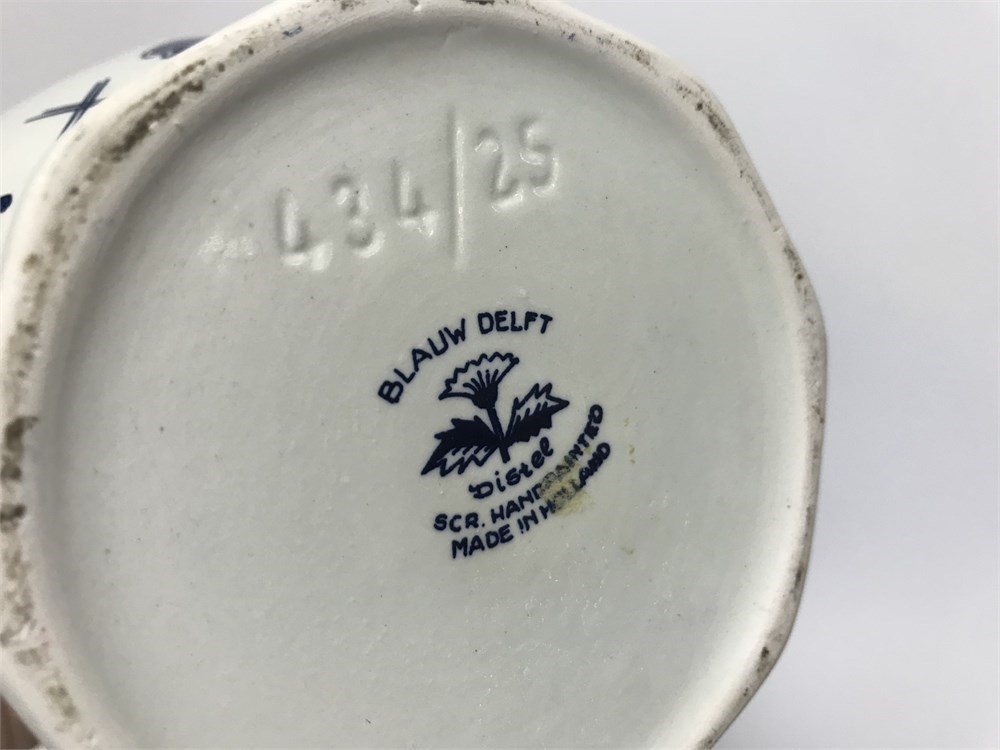 434/25
BLAUW DELFT
Distel
SCR. HANDPAINTED
MADE IN HOLLAND